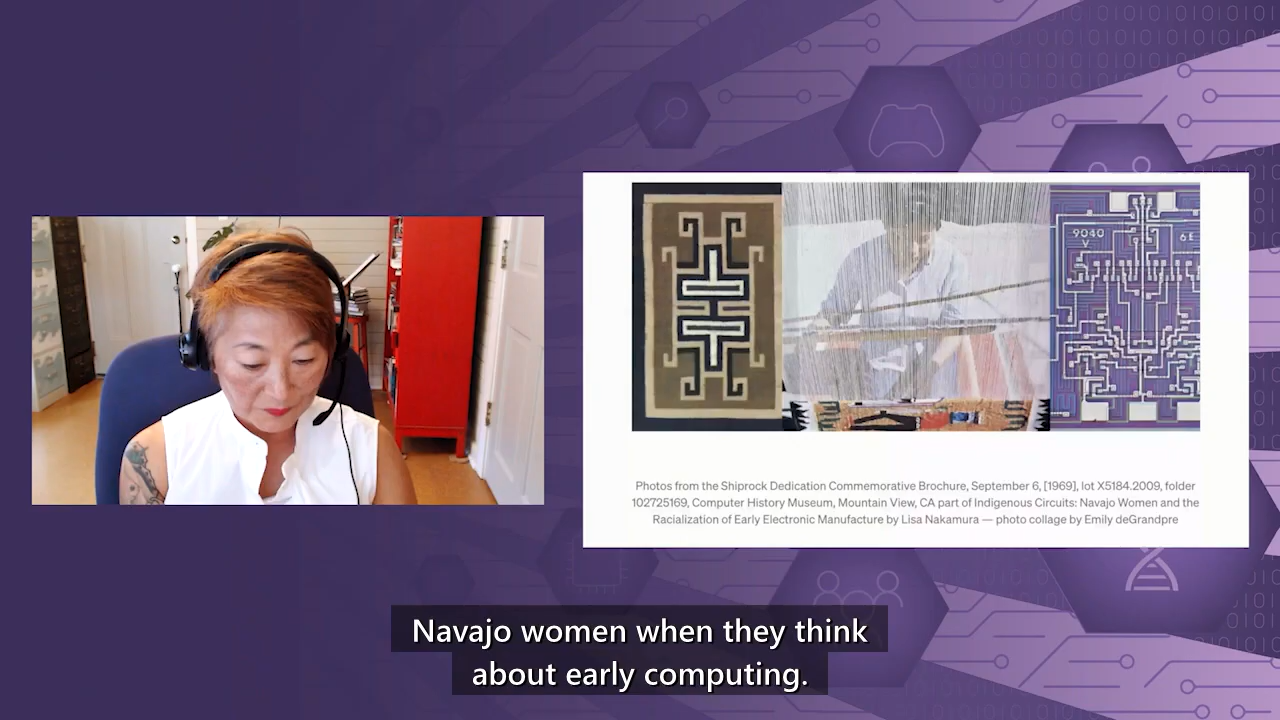 9040
V
6E
Photos from the Shiprock Dedication Commemorative Brochure, September 6, [1969], lot X5184.2009, folder
102725169, Computer History Museum, Mountain View, CA part of Indigenous Circuits: Navajo Women and the
Racialization of Early Electronic Manufacture by Lisa Nakamura — photo collage by Emily deGrandpre
Navajo women when they think
about early computing.